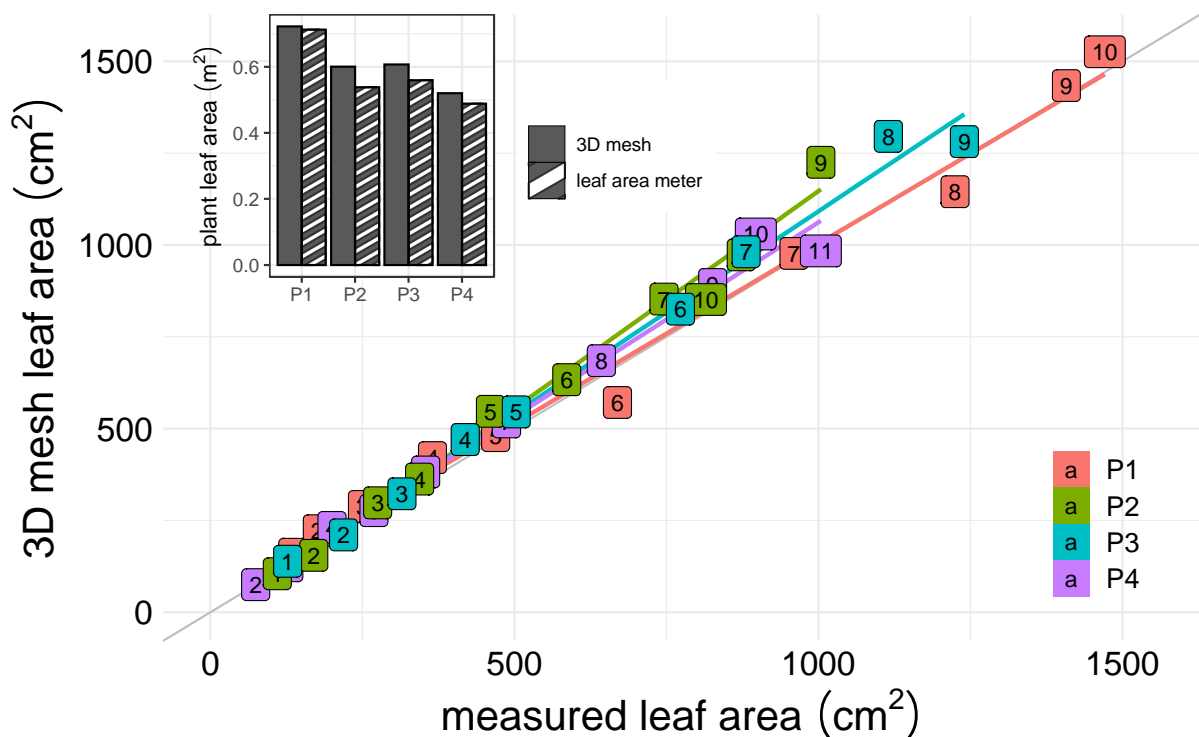 3D mesh leaf area (cm²)
1500
1000
500
0
0 500 1000 1500
measured leaf area (cm²)
plant leaf area (m²)
0.6
0.4
0.2
0.0
P1 P2 P3 P4
3D mesh
leaf area meter
10
9
8 9
9
8
10
7 7 11
7 10
6
8
6
6
5 5
4
4
3
3
2
2
1
2
a P1
a P2
a P3
a P4